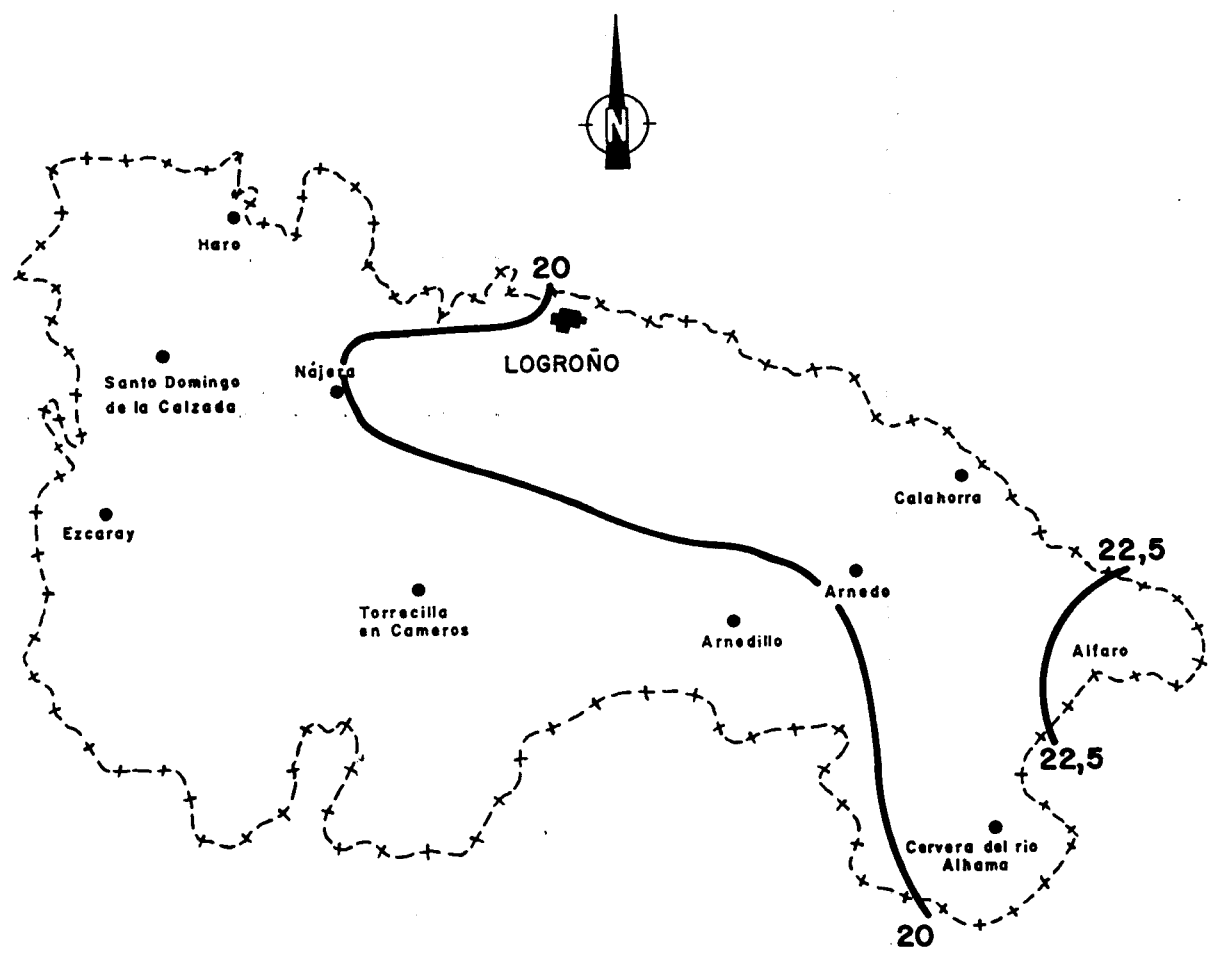 N
Haro
20
LOGROÑO
Nájera
Santo Domingo
de la Calzada
Calahorra
Ezcaray
22,5
Arnedo
Torrecilla
en Cameros
Arnedillo
Alfaro
22,5
Cervera del rio
Alhama
20